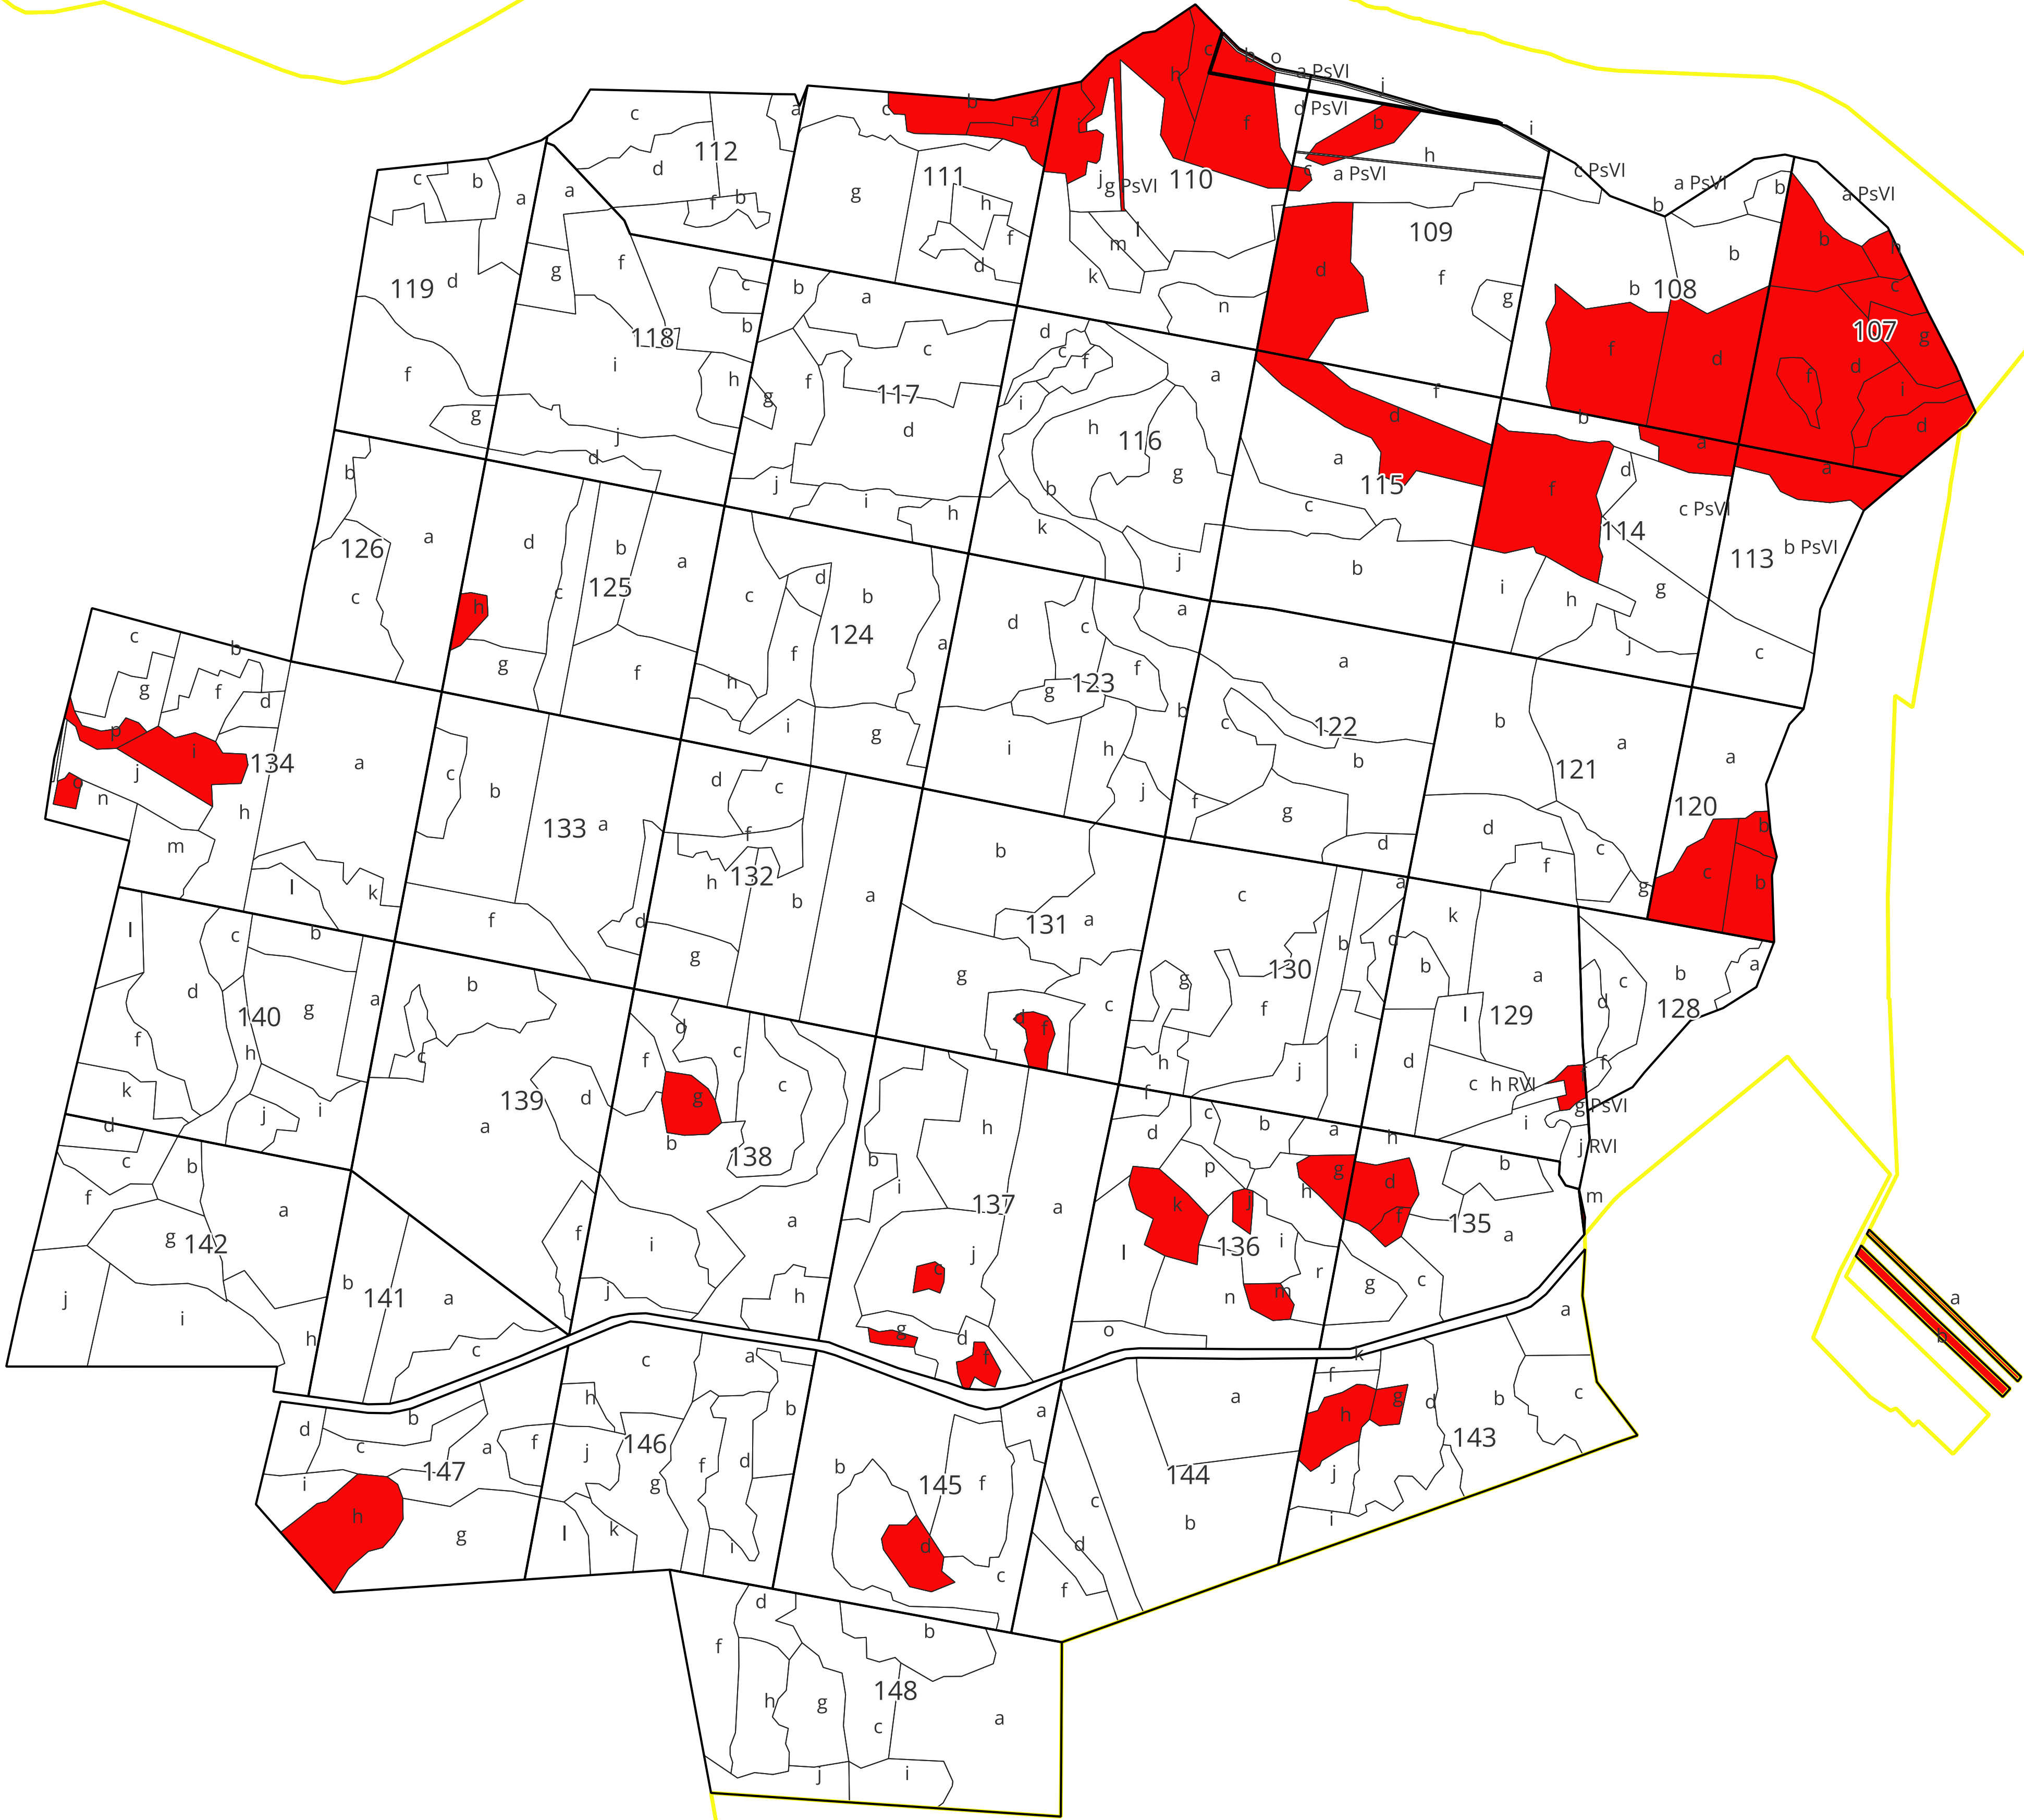 c b o
h a PsVI
j
c a b a
c b d PsVI
f b i
112 a i
d h c PsVI
111 j g PsVI 110 c a PsVI
c b a PsVI b a PsVI
a a f b g h b
l 109
m f d b b h
119 d g f d k d f b 108 c
c b a n g
118 b d 107
i c c f f d g
f h f 117 a f d f i
g g i d b
j d h 116 a a d
d g a 115 f d a
b j i h b k c c PsVI
126 a d b 114 b PsVI
125 a j b 113
c h c c d b a i h g
124 d c
c b g f f a f a j c
g f d h g 123
134 p i a i g b c 122 b a a
j c b d c i h b 121
o n h 133 a f j f g 120
m h 132 b d b
l k b a b c d f c c b
l c b f d a c a k g
d g a b g 131 b b a b a
140 c g 130 c d 128
f h d c f l 129
k j i 139 d f g c h i d c h RVI f
d a b 138 c j g PsVI
c b b h f c b a h i j RVI
f a i d p g d b m
g 142 f i a 137 a k j h f 135
b 141 a j h c j l 136 i a
j i h g d n m r g c a a
c c a f o k b
d b h b a f d b c
c a f j 146 a h g 143
i 147 g f d b 145 f c 144 j
h g l k i d c b i
d d
f b f
h g 148
c a
j i